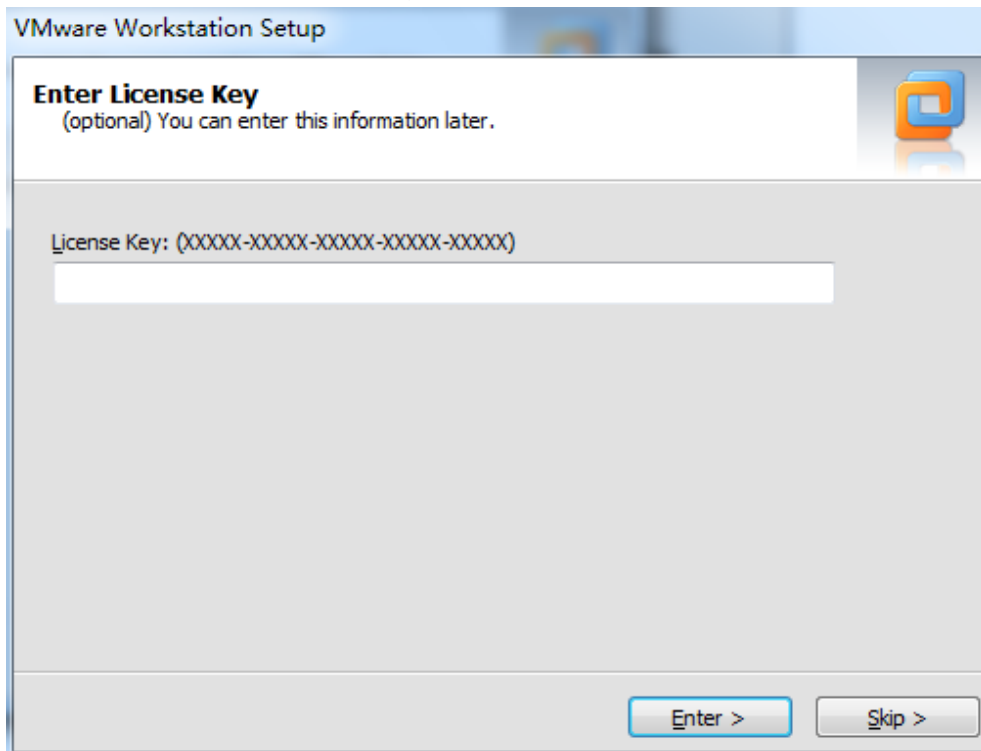 VMware Workstation Setup
Enter License Key
(optional) You can enter this information later.
License Key: (XXXXX-XXXXX-XXXXX-XXXXX-XXXXX)
Enter >
Skip >